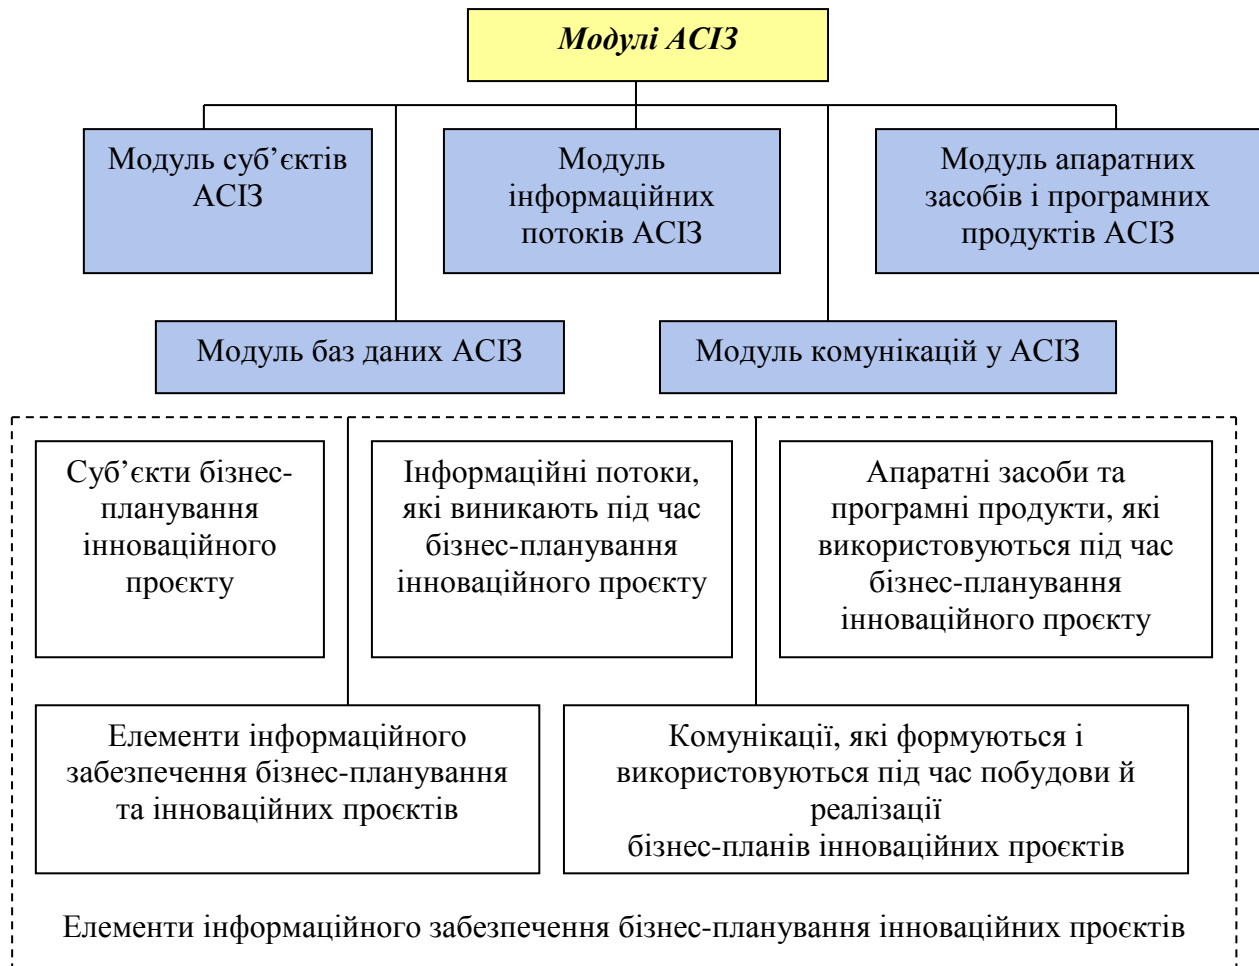 Модулі АСІЗ
Модуль суб’єктів
АСІЗ
Модуль
інформаційних
потоків АСІЗ
Модуль апаратних
засобів і програмних
продуктів АСІЗ
Модуль баз даних АСІЗ
Модуль комунікацій у АСІЗ
Суб’єкти бізнес-
планування
інноваційного
проєкту
Інформаційні потоки,
які виникають під час
бізнес-планування
інноваційного проєкту
Апаратні засоби та
програмні продукти, які
використовуються під час
бізнес-планування
інноваційного проєкту
Елементи інформаційного
забезпечення бізнес-планування
та інноваційних проєктів
Комунікації, які формуються і
використовуються під час побудови й
реалізації
бізнес-планів інноваційних проєктів
Елементи інформаційного забезпечення бізнес-планування інноваційних проєктів